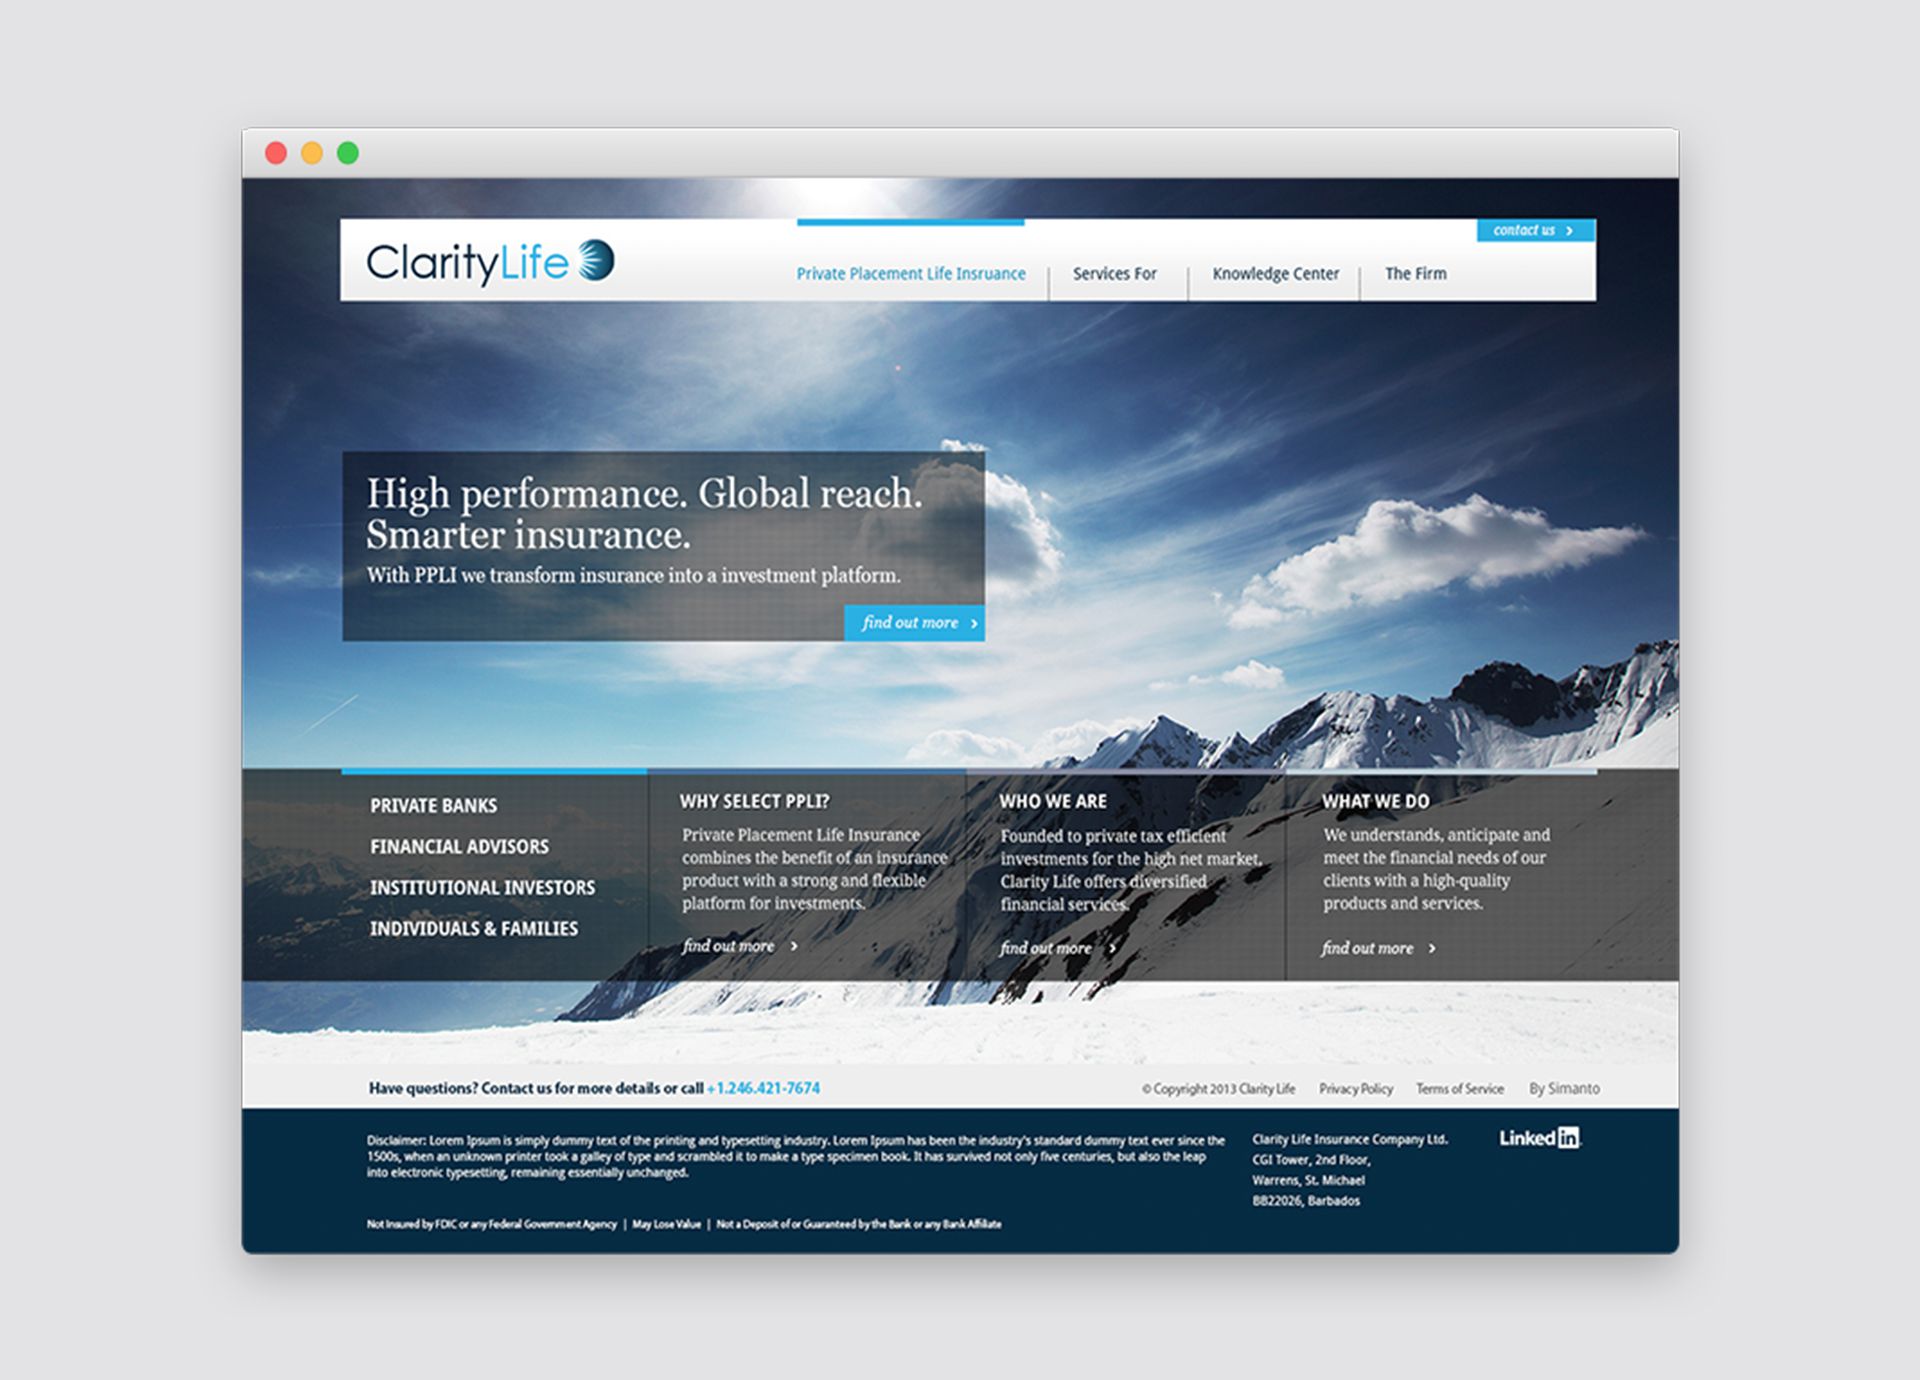 contact us
ClarityLife
Private Placement Life Insruance
Services For
Knowledge Center
The Firm
High performance. Global reach.
Smarter insurance.
With PPLI we transform insurance into a investment platform.
find out more
PRIVATE BANKS
FINANCIAL ADVISORS
INSTITUTIONAL INVESTORS
INDIVIDUALS & FAMILIES
WHY SELECT PPLI?
Private Placement Life Insurance
combines the benefit of an insurance
product with a strong and flexible
platform for investments.
find out more
WHO WE ARE
Founded to private tax efficient
investments for the high net market,
Clarity Life offers diversified
financial services.
find out more
WHAT WE DO
We understands, anticipate and
meet the financial needs of our
clients with a high-quality
products and services.
find out more
Have questions? Contact us for more details or call +1.246.421-7674
© Copyright 2013 Clarity Life
Privacy Policy
Terms of Service
By Simanto
Disclaimer: Lorem Ipsum is simply dummy text of the printing and typesetting industry. Lorem Ipsum has been the industry's standard dummy text ever since the
1500s, when an unknown printer took a galley of type and scrambled it to make a type specimen book. It has survived not only five centuries, but also the leap
into electronic typesetting, remaining essentially unchanged.
Not Insured by FDIC or any Federal Government Agency | May Lose Value | Not a Deposit of or Guaranteed by the Bank or any Bank Affiliate
Clarity Life Insurance Company Ltd.
CGI Tower, 2nd Floor,
Warrens, St. Michael
BB22026, Barbados
Linked in